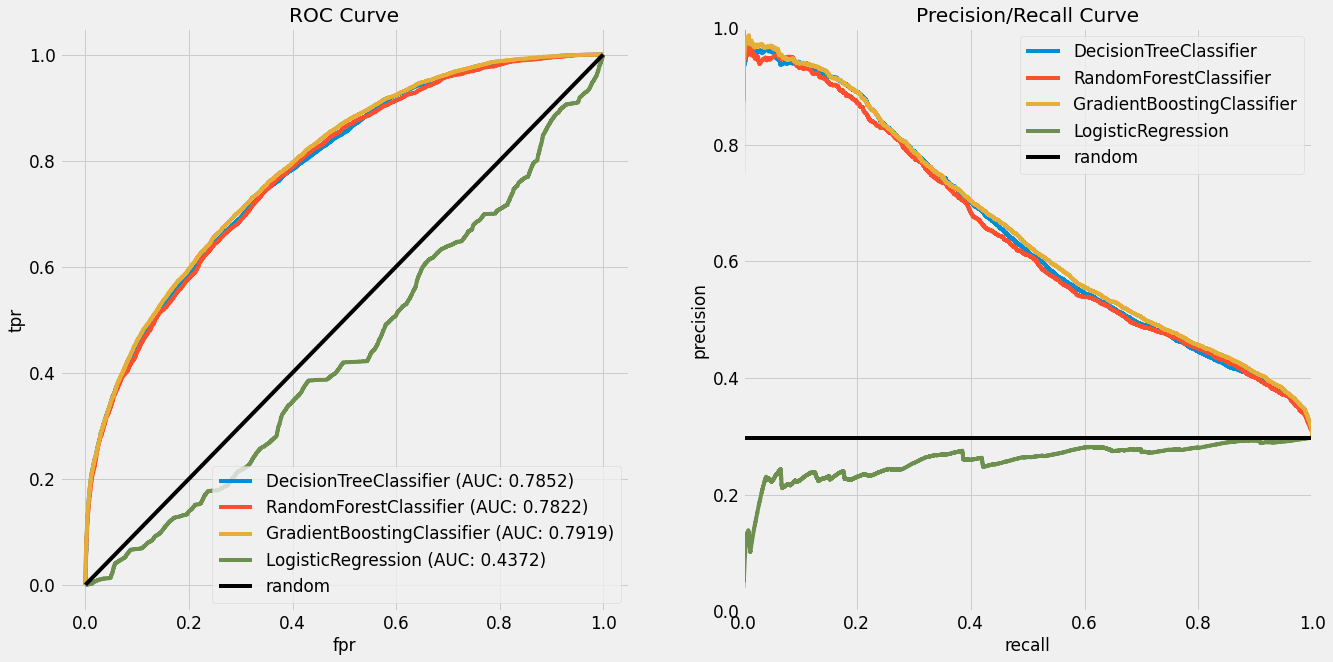 ROC Curve
1.0
0.8
0.6
0.4
0.2
0.0
tpr
DecisionTreeClassifier (AUC: 0.7852)
RandomForestClassifier (AUC: 0.7822)
GradientBoostingClassifier (AUC: 0.7919)
LogisticRegression (AUC: 0.4372)
random
0.0 0.2 0.4 0.6 0.8 1.0
fpr
Precision/Recall Curve
1.0
0.8
0.6
0.4
0.2
0.0
precision
DecisionTreeClassifier
RandomForestClassifier
GradientBoostingClassifier
LogisticRegression
random
0.0 0.2 0.4 0.6 0.8 1.0
recall